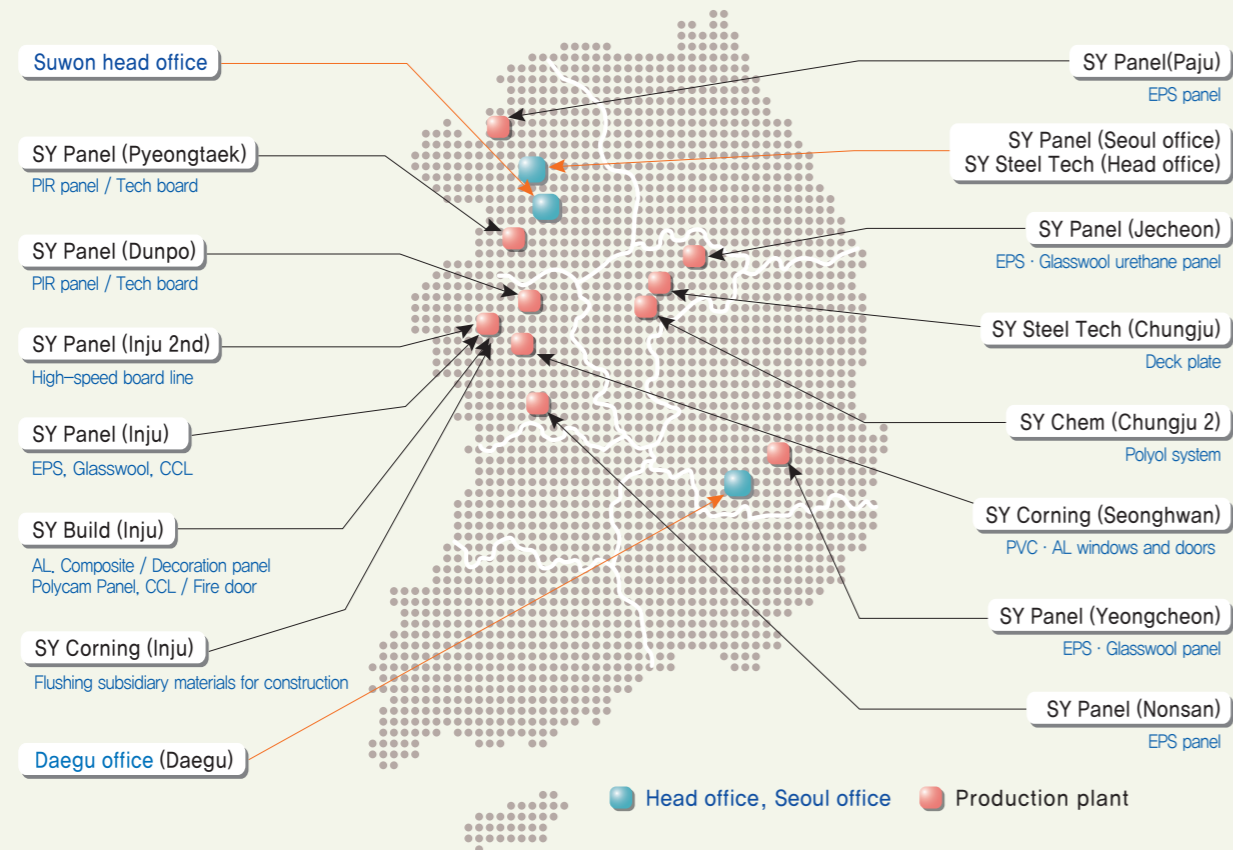 Suwon head office
SY Panel (Pyeongtaek)
PIR panel / Tech board
SY Panel (Dunpo)
PIR panel / Tech board
SY Panel (Inju 2nd)
High-speed board line
SY Panel (Inju)
EPS, Glasswool, CCL
SY Build (Inju)
AL, Composite / Decoration panel
Polycam Panel, CCL / Fire door
SY Corning (Inju)
Flushing subsidiary materials for construction
Daegu office (Daegu)
SY Panel(Paju)
EPS panel
SY Panel (Seoul office)
SY Steel Tech (Head office)
SY Panel (Jecheon)
EPS · Glasswool urethane panel
SY Steel Tech (Chungju)
Deck plate
SY Chem (Chungju 2)
Polyol system
SY Corning (Seonghwan)
PVC · AL windows and doors
SY Panel (Yeongcheon)
EPS · Glasswool panel
SY Panel (Nonsan)
EPS panel
Head office, Seoul office
Production plant